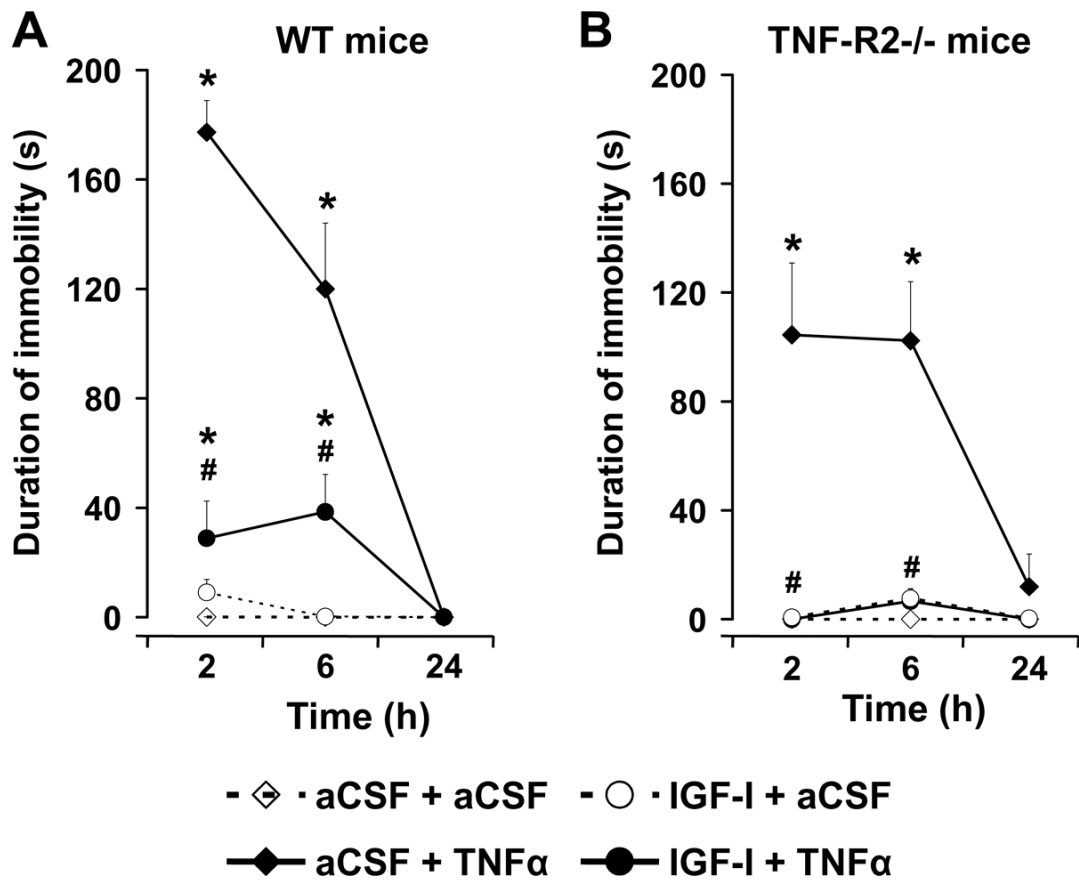 A WT mice
B TNF-R2-/- mice
Duration of immobility (s)
200
160
120
80
40
0
*
*
*
#
*
#
2 6 24
Time (h)
Duration of immobility (s)
200
160
120
80
40
0
*
*
#
#
2 6 24
Time (h)
aCSF + aCSF
IGF-I + aCSF
aCSF + TNFα
IGF-I + TNFα